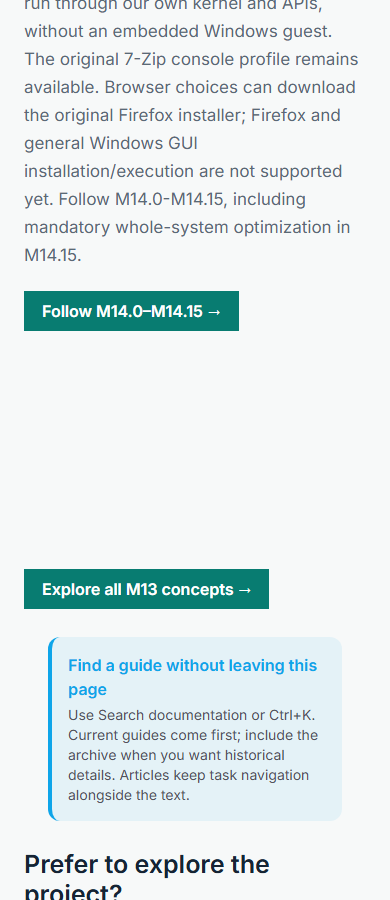 run through our own kernel and APIs,
without an embedded Windows guest.
The original 7-Zip console profile remains
available. Browser choices can download
the original Firefox installer; Firefox and
general Windows GUI
installation/execution are not supported
yet. Follow M14.0-M14.15, including
mandatory whole-system optimization in
M14.15.
Follow M14.0–M14.15 →
Explore all M13 concepts →
Find a guide without leaving this
page
Use Search documentation or Ctrl+K.
Current guides come first; include the
archive when you want historical
details. Articles keep task navigation
alongside the text.
Prefer to explore the
project?